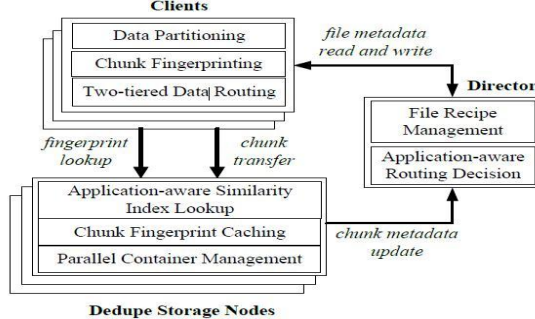 Clients
Data Partitioning
Chunk Fingerprinting
Two-tiered Data Routing
file metadata
read and write
Director
File Recipe
Management
Application-aware
Routing Decision
fingerprint
lookup
chunk
transfer
Application-aware Similarity
Index Lookup
Chunk Fingerprint Caching
Parallel Container Management
chunk metadata
update
Dedupe Storage Nodes